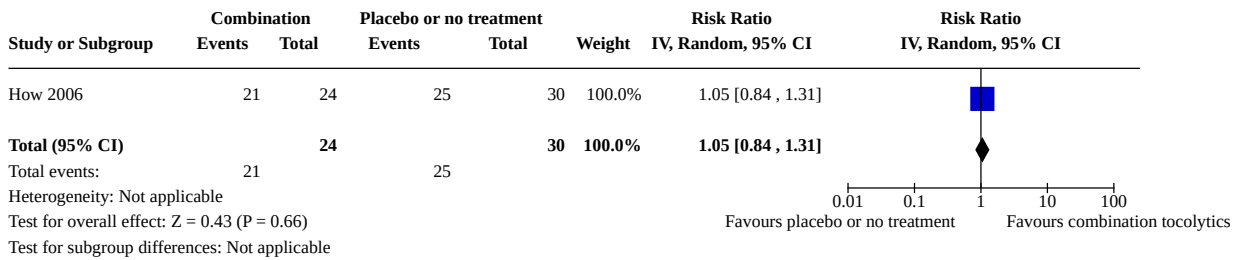 Combination Placebo or no treatment Risk Ratio Risk Ratio
Study or Subgroup Events Total Events Total Weight IV, Random, 95% CI IV, Random, 95% CI
How 2006 21 24 25 30 100.0% 1.05 [0.84 , 1.31]
Total (95% CI) 24 30 100.0% 1.05 [0.84 , 1.31]
Total events: 21 25
Heterogeneity: Not applicable
0.01 0.1 1 10 100
Test for overall effect: Z = 0.43 (P = 0.66)
Favours placebo or no treatment Favours combination tocolytics
Test for subgroup differences: Not applicable